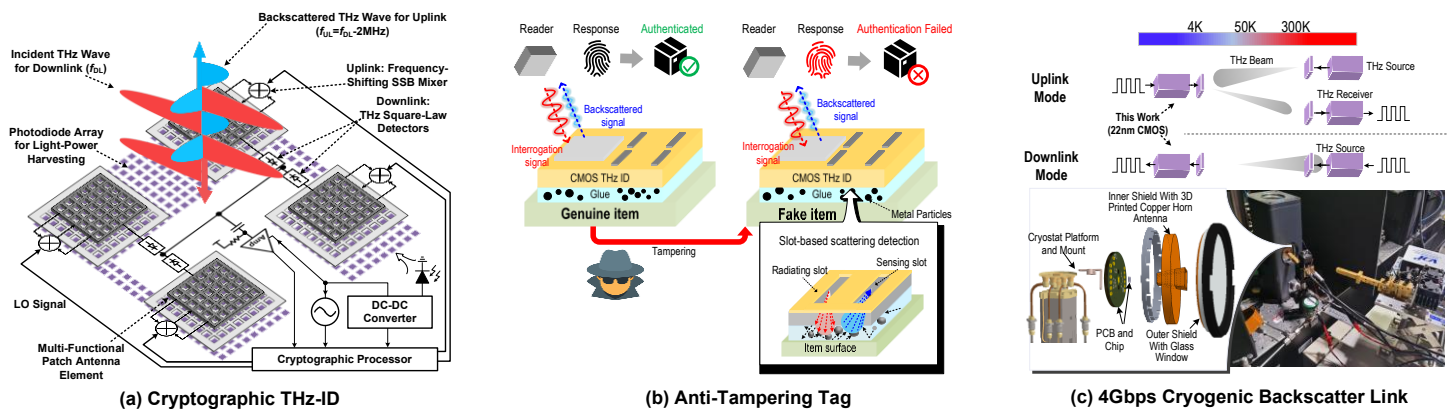 Backscattered THz Wave for Uplink
(fUL=fDL-2MHz)
Incident THz Wave
for Downlink (fDL)
Uplink: Frequency-
Shifting SSB Mixer
Downlink:
THz Square-Law
Detectors
Photodiode Array
for Light-Power
Harvesting
Amp
LO Signal
DC-DC
Converter
Multi-Functional
Patch Antenna
Element
Cryptographic Processor
(a) Cryptographic THz-ID
Reader
Response
Authenticated
Backscattered
signal
Interrogation
signal
CMOS THz ID
Glue
Genuine item
Reader
Response
Authentication Failed
Backscattered
signal
Interrogation
signal
CMOS THz ID
Glue
Fake item
Metal Particles
Tampering
Slot-based scattering detection
Radiating slot
Sensing slot
Item surface
(b) Anti-Tampering Tag
4K
50K
300K
Uplink
Mode
THz Beam
THz Source
THz Receiver
This Work
(22nm CMOS)
Downlink
Mode
THz Source
Inner Shield With 3D
Printed Copper Horn
Antenna
Cryostat Platform
and Mount
PCB and
Chip
Outer Shield
With Glass
Window
(c) 4Gbps Cryogenic Backscatter Link